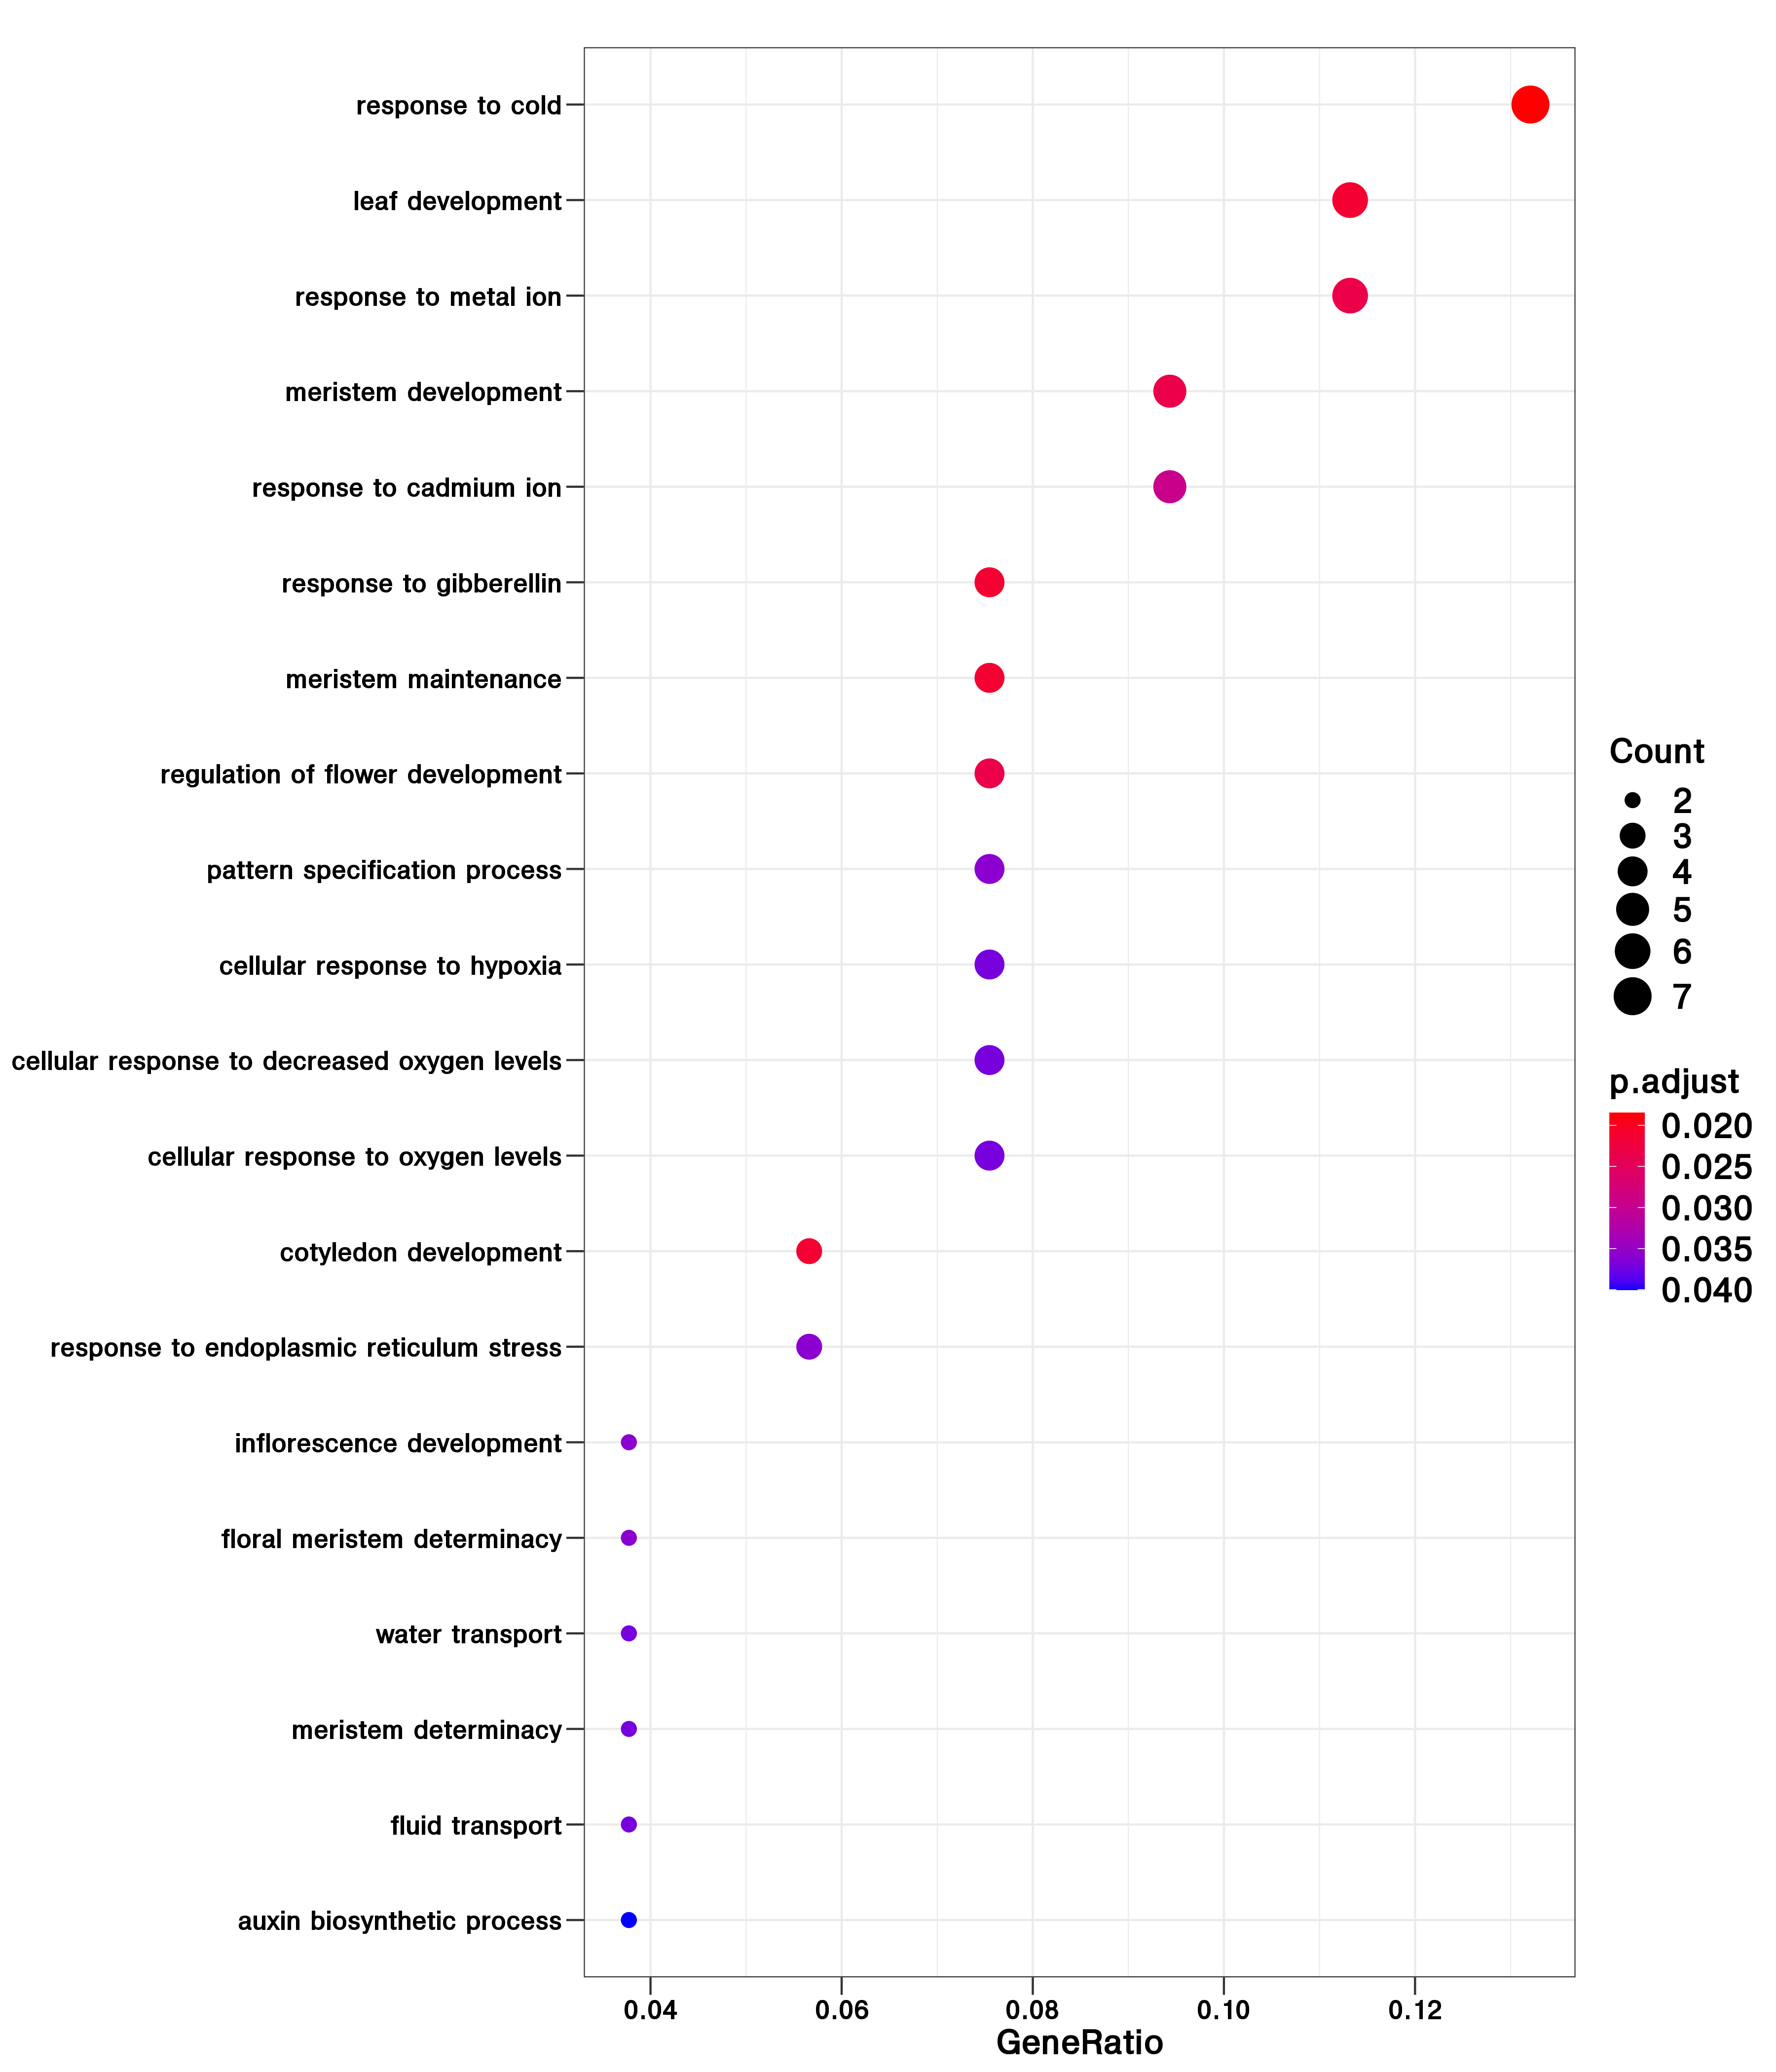 response to cold
leaf development
response to metal ion
meristem development
response to cadmium ion
response to gibberellin
meristem maintenance
regulation of flower development
pattern specification process
cellular response to hypoxia
cellular response to decreased oxygen levels
cellular response to oxygen levels
cotyledon development
response to endoplasmic reticulum stress
inflorescence development
floral meristem determinacy
water transport
meristem determinacy
fluid transport
auxin biosynthetic process
0.04 0.06 0.08 0.10 0.12
GeneRatio
Count
2
3
4
5
6
7
p.adjust
0.020
0.025
0.030
0.035
0.040